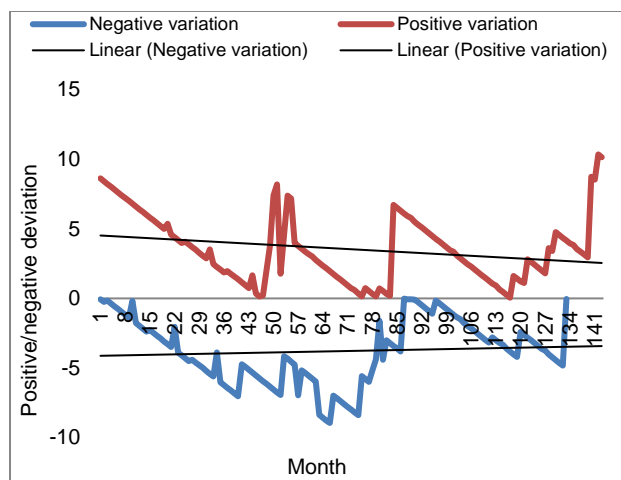 Negative variation
Positive variation
Linear (Negative variation)
Linear (Positive variation)
15
10
5
0
-5
-10
Positive/negative deviation
1 8 15 22 29 36 43 50 57 64 71 78 85 92 99 106 113 120 127 134 141
Month